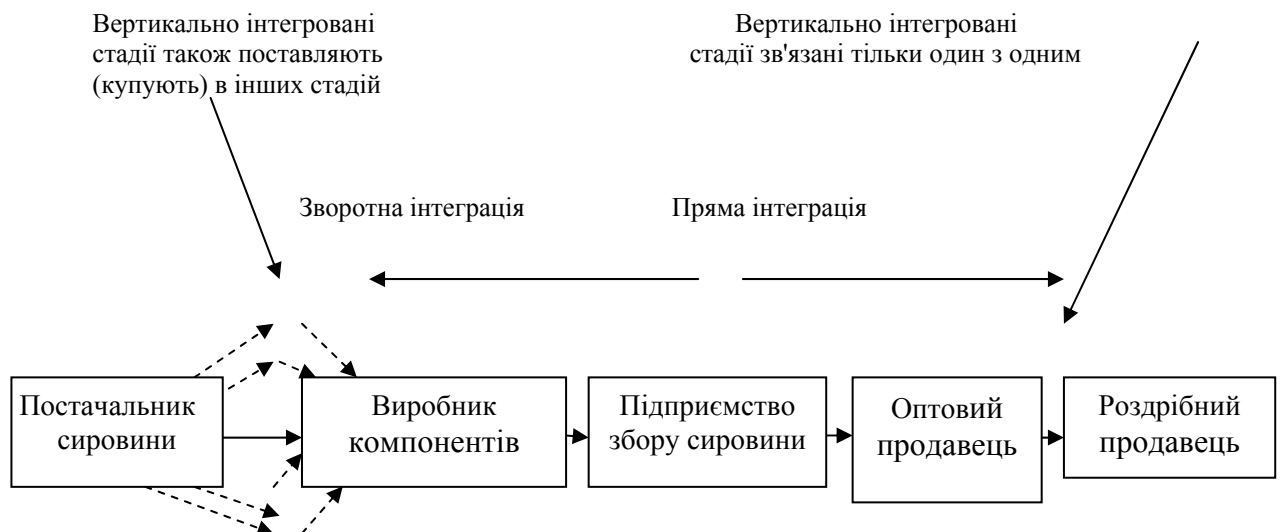 Вертикально інтегровані
стадії також поставляють
(купують) в інших стадій
Вертикально інтегровані
стадії зв'язані тільки один з одним
Зворотна інтеграція
Пряма інтеграція
Постачальник
сировини
Виробник
компонентів
Підприємство
збору сировини
Оптовий
продавець
Роздрібний
продавець